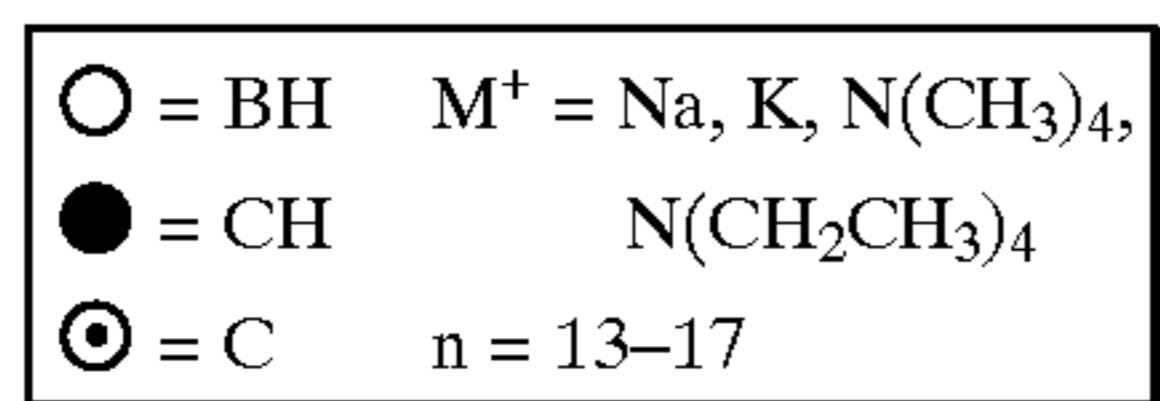 = BH M⁺ = Na, K, N(CH₃)₄,
= CH N(CH₂CH₃)₄
= C n = 13–17